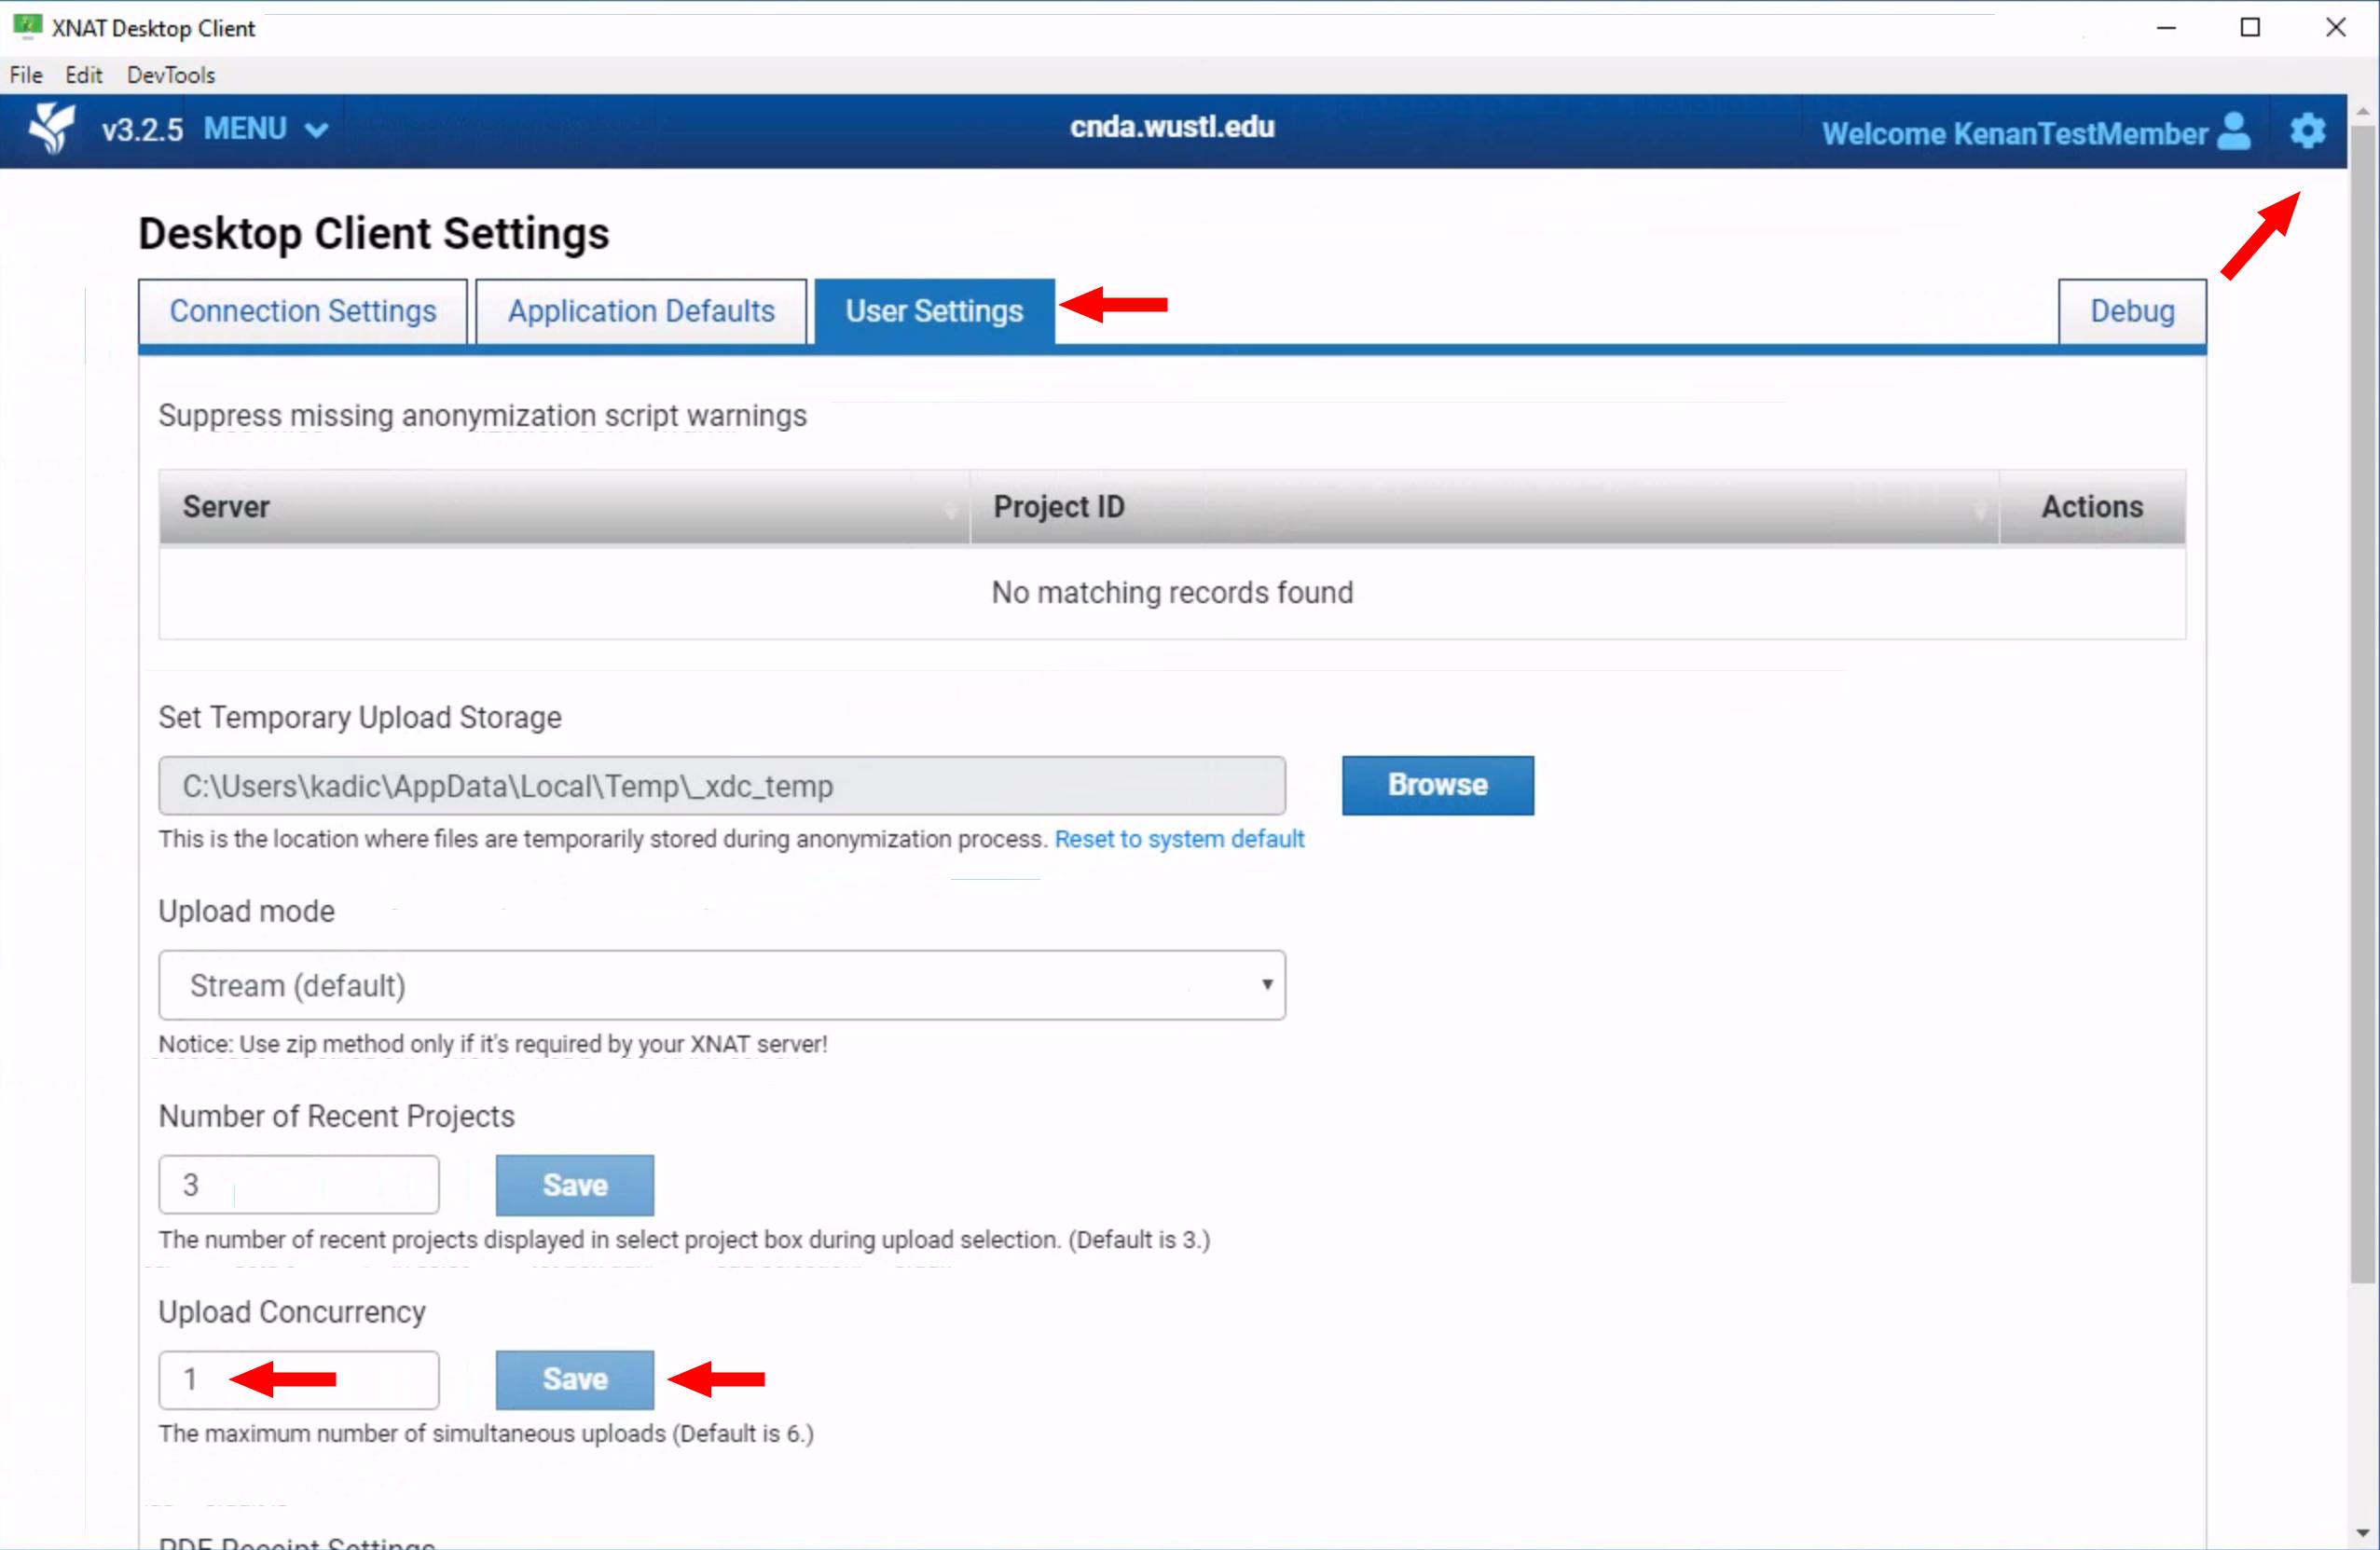 XNAT Desktop Client
File Edit DevTools
v3.2.5 MENU cnda.wustl.edu Welcome KenanTestMember
Desktop Client Settings
Connection Settings Application Defaults User Settings Debug
Suppress missing anonymization script warnings
Server Project ID Actions
No matching records found
Set Temporary Upload Storage
C:\Users\kadic\AppData\Local\Temp\_xdc_temp Browse
This is the location where files are temporarily stored during anonymization process. Reset to system default
Upload mode
Stream (default)
Notice: Use zip method only if it's required by your XNAT server!
Number of Recent Projects
3 Save
The number of recent projects displayed in select project box during upload selection. (Default is 3.)
Upload Concurrency
1 Save
The maximum number of simultaneous uploads (Default is 6.)
PDF Receipt Settings